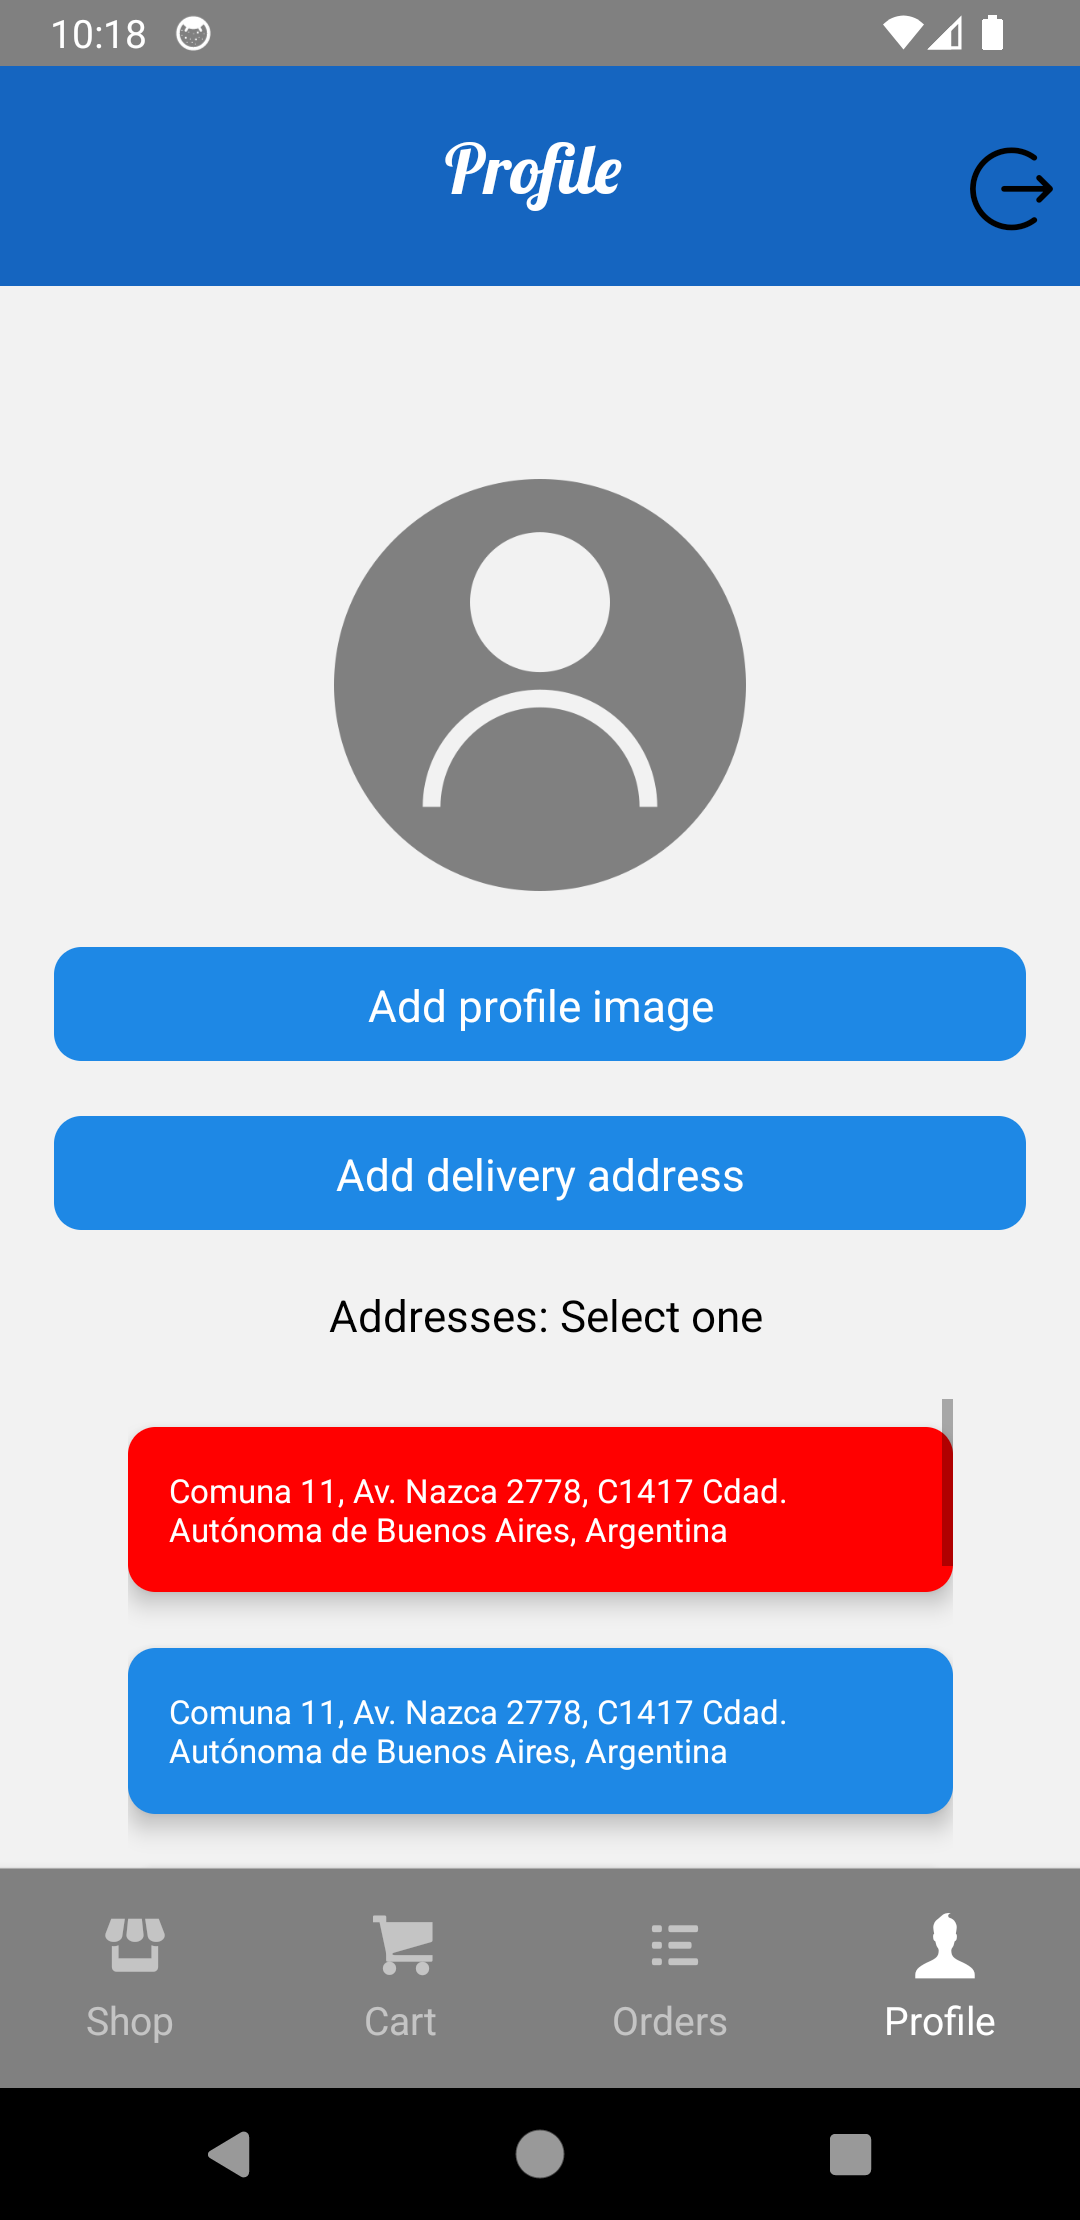 10:18
Profile
Add profile image
Add delivery address
Addresses: Select one
Comuna 11, Av. Nazca 2778, C1417 Cdad.
Autónoma de Buenos Aires, Argentina
Comuna 11, Av. Nazca 2778, C1417 Cdad.
Autónoma de Buenos Aires, Argentina
Shop
Cart
Orders
Profile